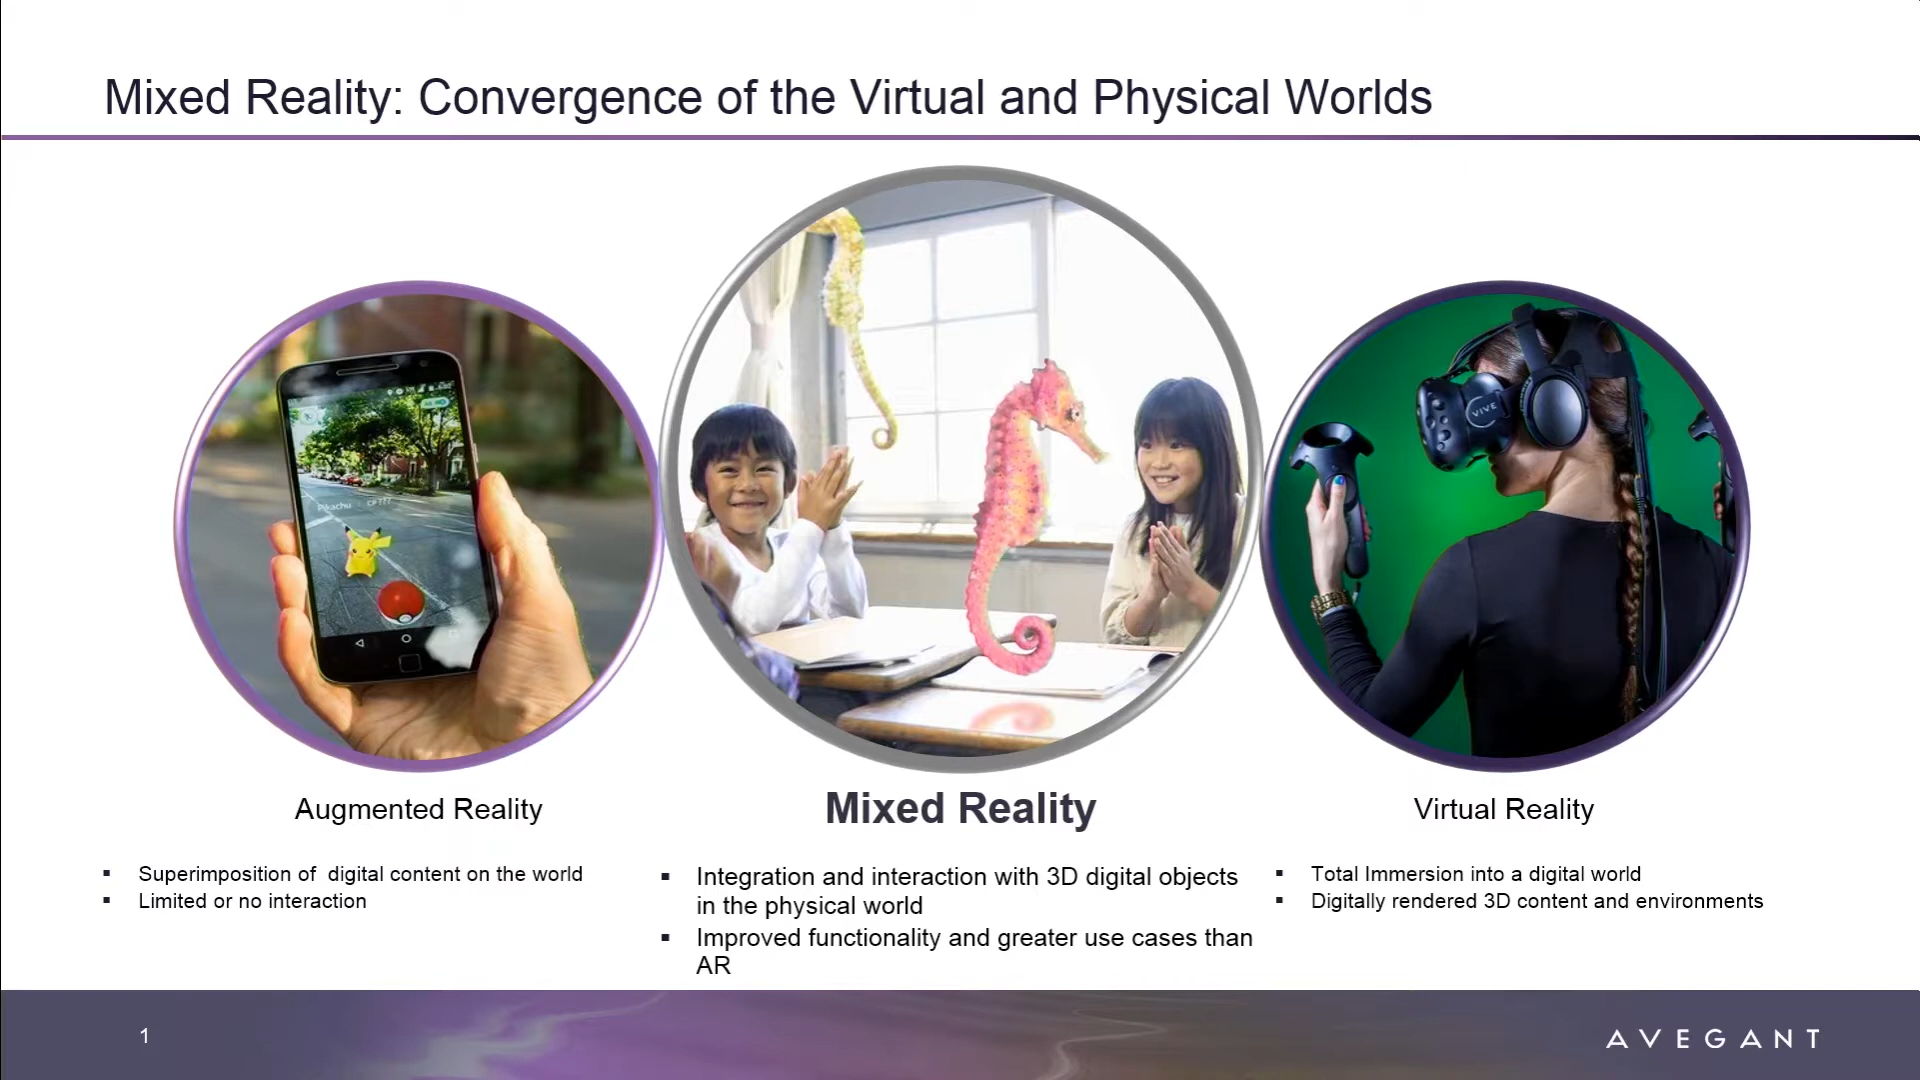 Mixed Reality: Convergence of the Virtual and Physical Worlds
Pikachu
VIVE
Augmented Reality
▪ Superimposition of digital content on the world
▪ Limited or no interaction
Mixed Reality
▪ Integration and interaction with 3D digital objects
in the physical world
▪ Improved functionality and greater use cases than
AR
Virtual Reality
▪ Total Immersion into a digital world
▪ Digitally rendered 3D content and environments
1
AVEGANT